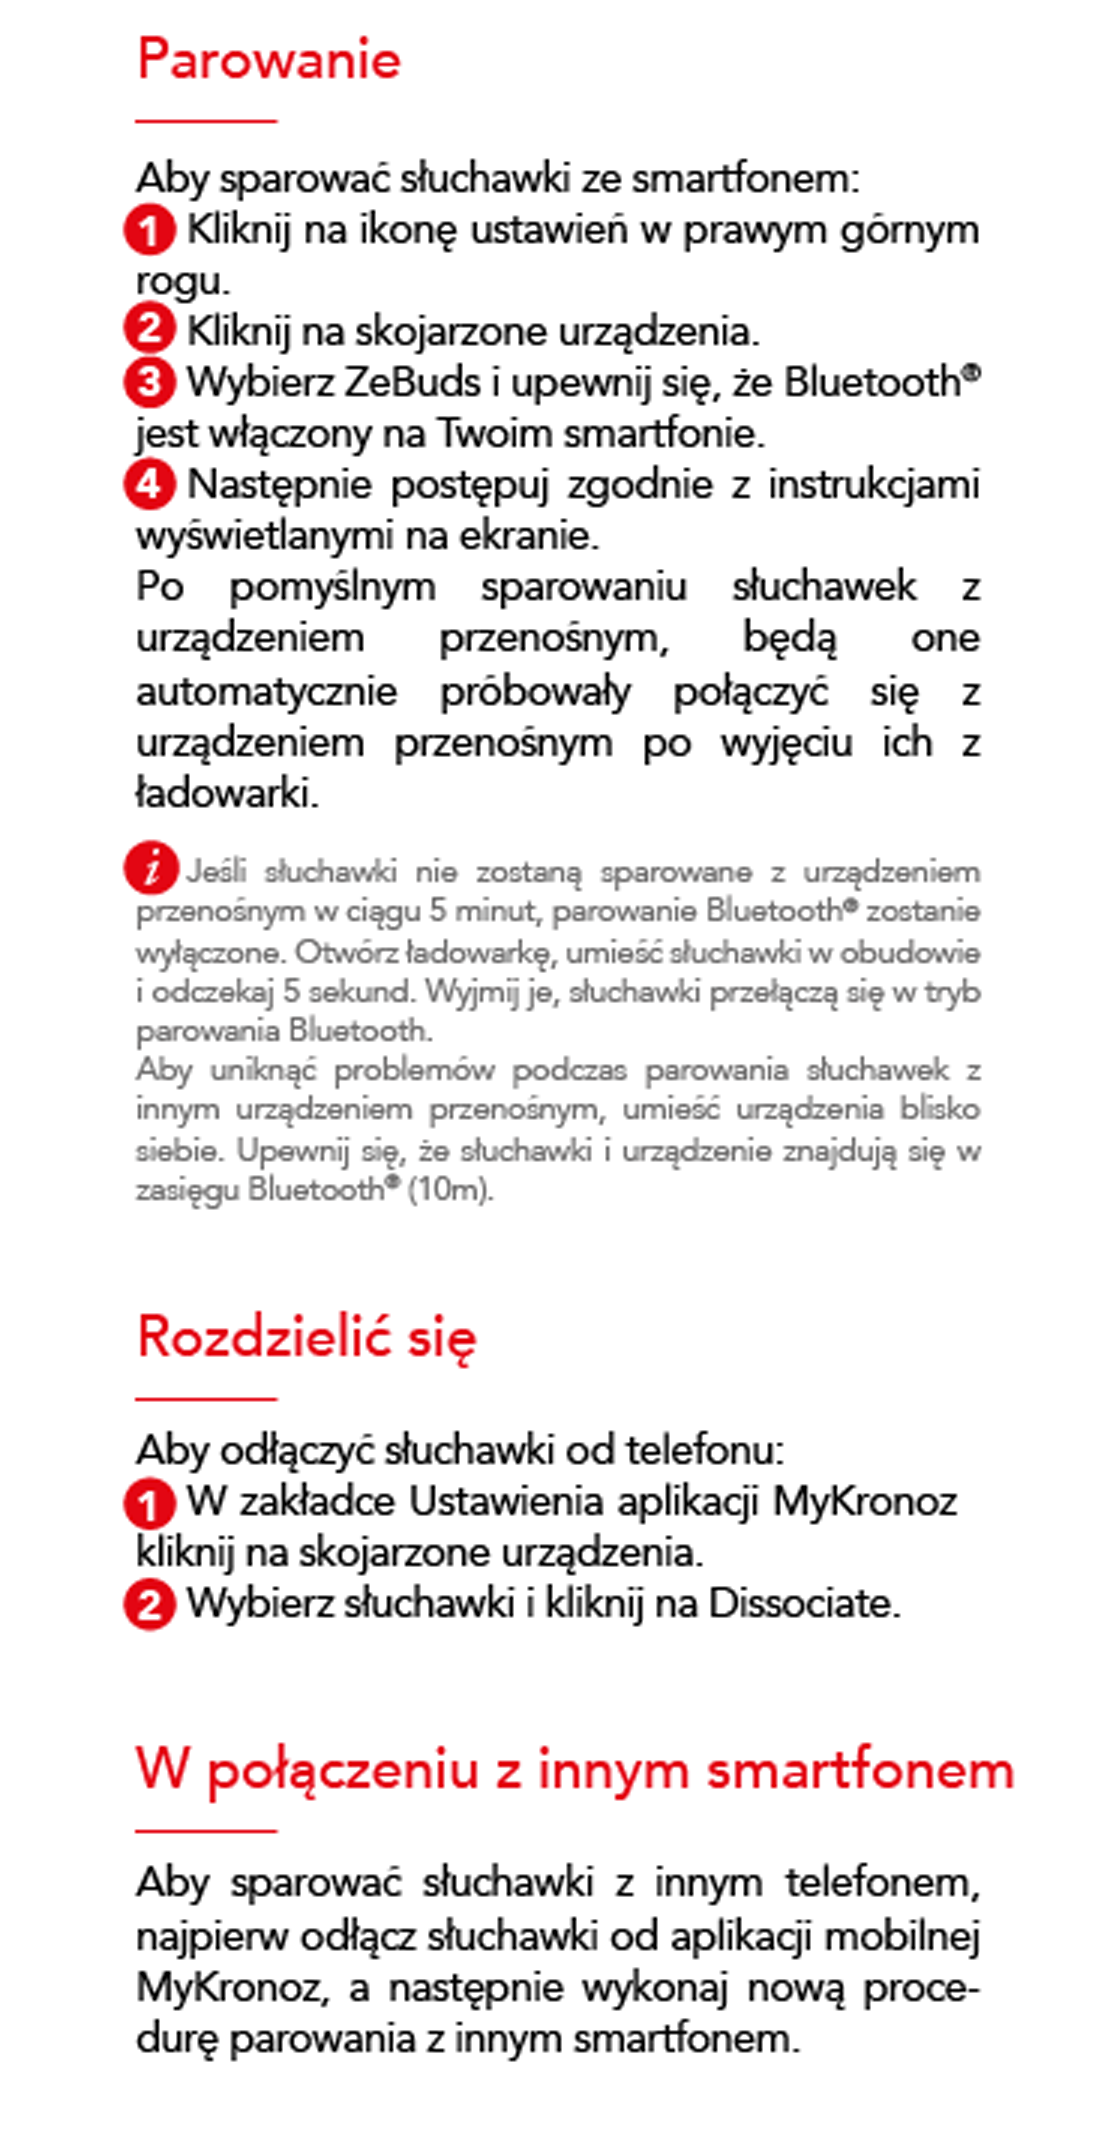 Parowanie
Aby sparować słuchawki ze smartfonem:
1 Kliknij na ikonę ustawień w prawym górnym
rogu.
2 Kliknij na skojarzone urządzenia.
3 Wybierz ZeBuds i upewnij się, że Bluetooth®
jest włączony na Twoim smartfonie.
4 Następnie postępuj zgodnie z instrukcjami
wyświetlanymi na ekranie.
Po pomyślnym sparowaniu słuchawek z
urządzeniem przenośnym, będą one
automatycznie próbowały połączyć się z
urządzeniem przenośnym po wyjęciu ich z
ładowarki.
i Jeśli słuchawki nie zostaną sparowane z urządzeniem
przenośnym w ciągu 5 minut, parowanie Bluetooth® zostanie
wyłączone. Otwórz ładowarkę, umieść słuchawki w obudowie
i odczekaj 5 sekund. Wyjmij je, słuchawki przełączą się w tryb
parowania Bluetooth.
Aby uniknąć problemów podczas parowania słuchawek z
innym urządzeniem przenośnym, umieść urządzenia blisko
siebie. Upewnij się, że słuchawki i urządzenie znajdują się w
zasięgu Bluetooth® (10m).
Rozdzielić się
Aby odłączyć słuchawki od telefonu:
1 W zakładce Ustawienia aplikacji MyKronoz
kliknij na skojarzone urządzenia.
2 Wybierz słuchawki i kliknij na Dissociate.
W połączeniu z innym smartfonem
Aby sparować słuchawki z innym telefonem,
najpierw odłącz słuchawki od aplikacji mobilnej
MyKronoz, a następnie wykonaj nową proce-
durę parowania z innym smartfonem.